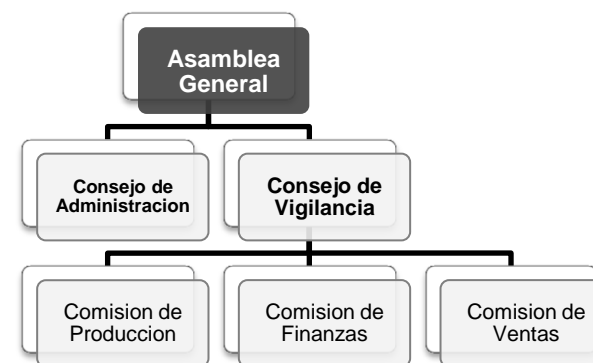 Asamblea
General
Consejo de
Administracion
Consejo de
Vigilancia
Comision de
Produccion
Comision de
Finanzas
Comision de
Ventas